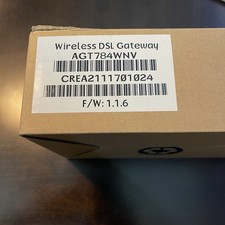 Wireless DSL Gateway
AGT784WNV
CREA2111701024
F/W: 1.1.6